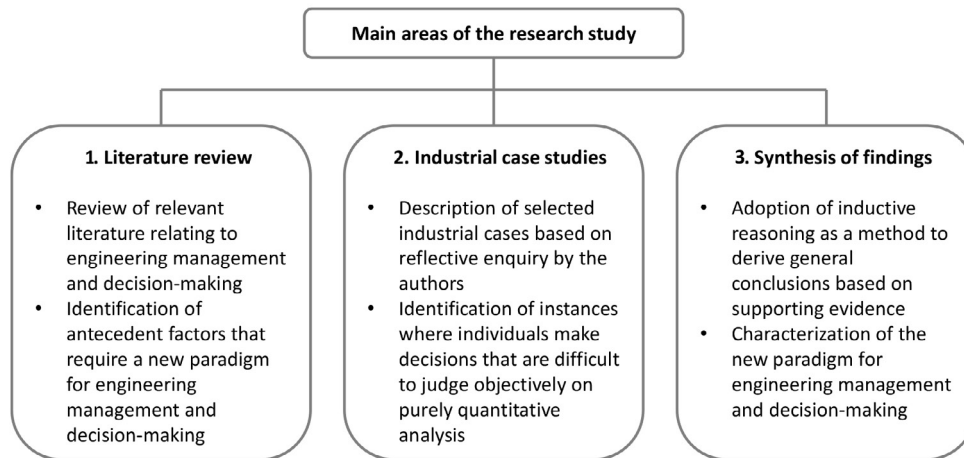 Main areas of the research study
1. Literature review
• Review of relevant
literature relating to
engineering management
and decision-making
• Identification of
antecedent factors that
require a new paradigm
for engineering
management and
decision-making
2. Industrial case studies
• Description of selected
industrial cases based on
reflective enquiry by the
authors
• Identification of instances
where individuals make
decisions that are difficult
to judge objectively on
purely quantitative
analysis
3. Synthesis of findings
• Adoption of inductive
reasoning as a method to
derive general
conclusions based on
supporting evidence
• Characterization of the
new paradigm for
engineering management
and decision-making